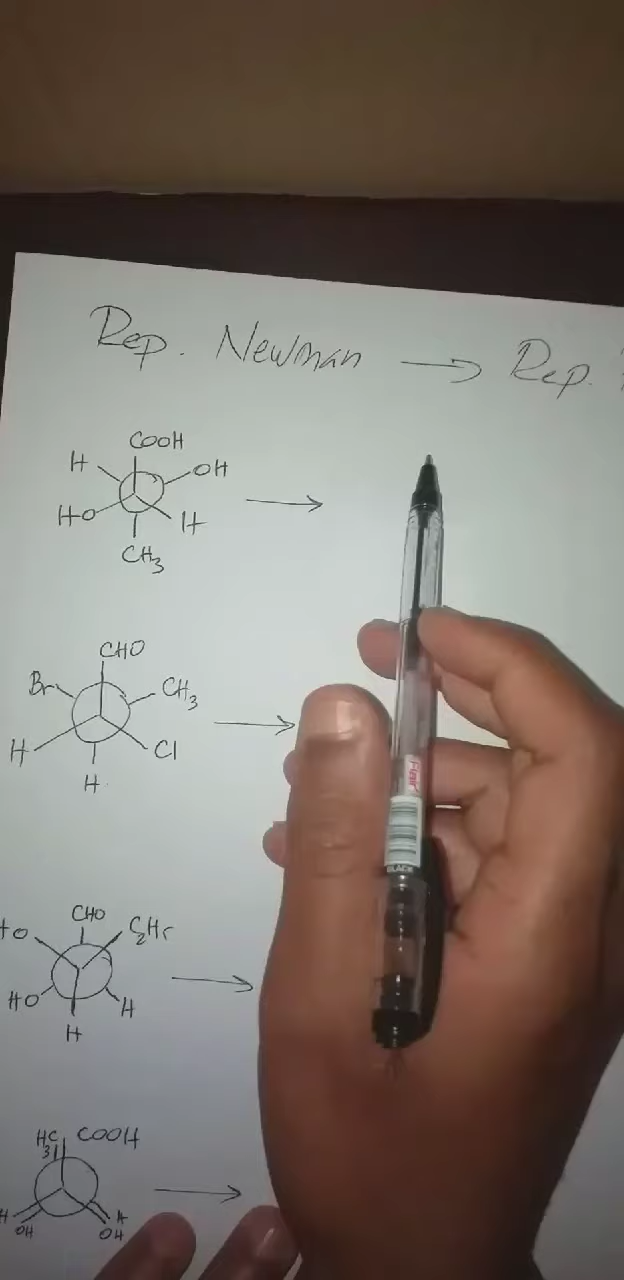 Rep. Newman → Rep.
COOH
H OH
HO H
CH3
→
CHO
Br CH3
H Cl
H
→
CHO
HO C2H5
HO H
H
→
H3C COOH
H H
OH OH
→
BLACK